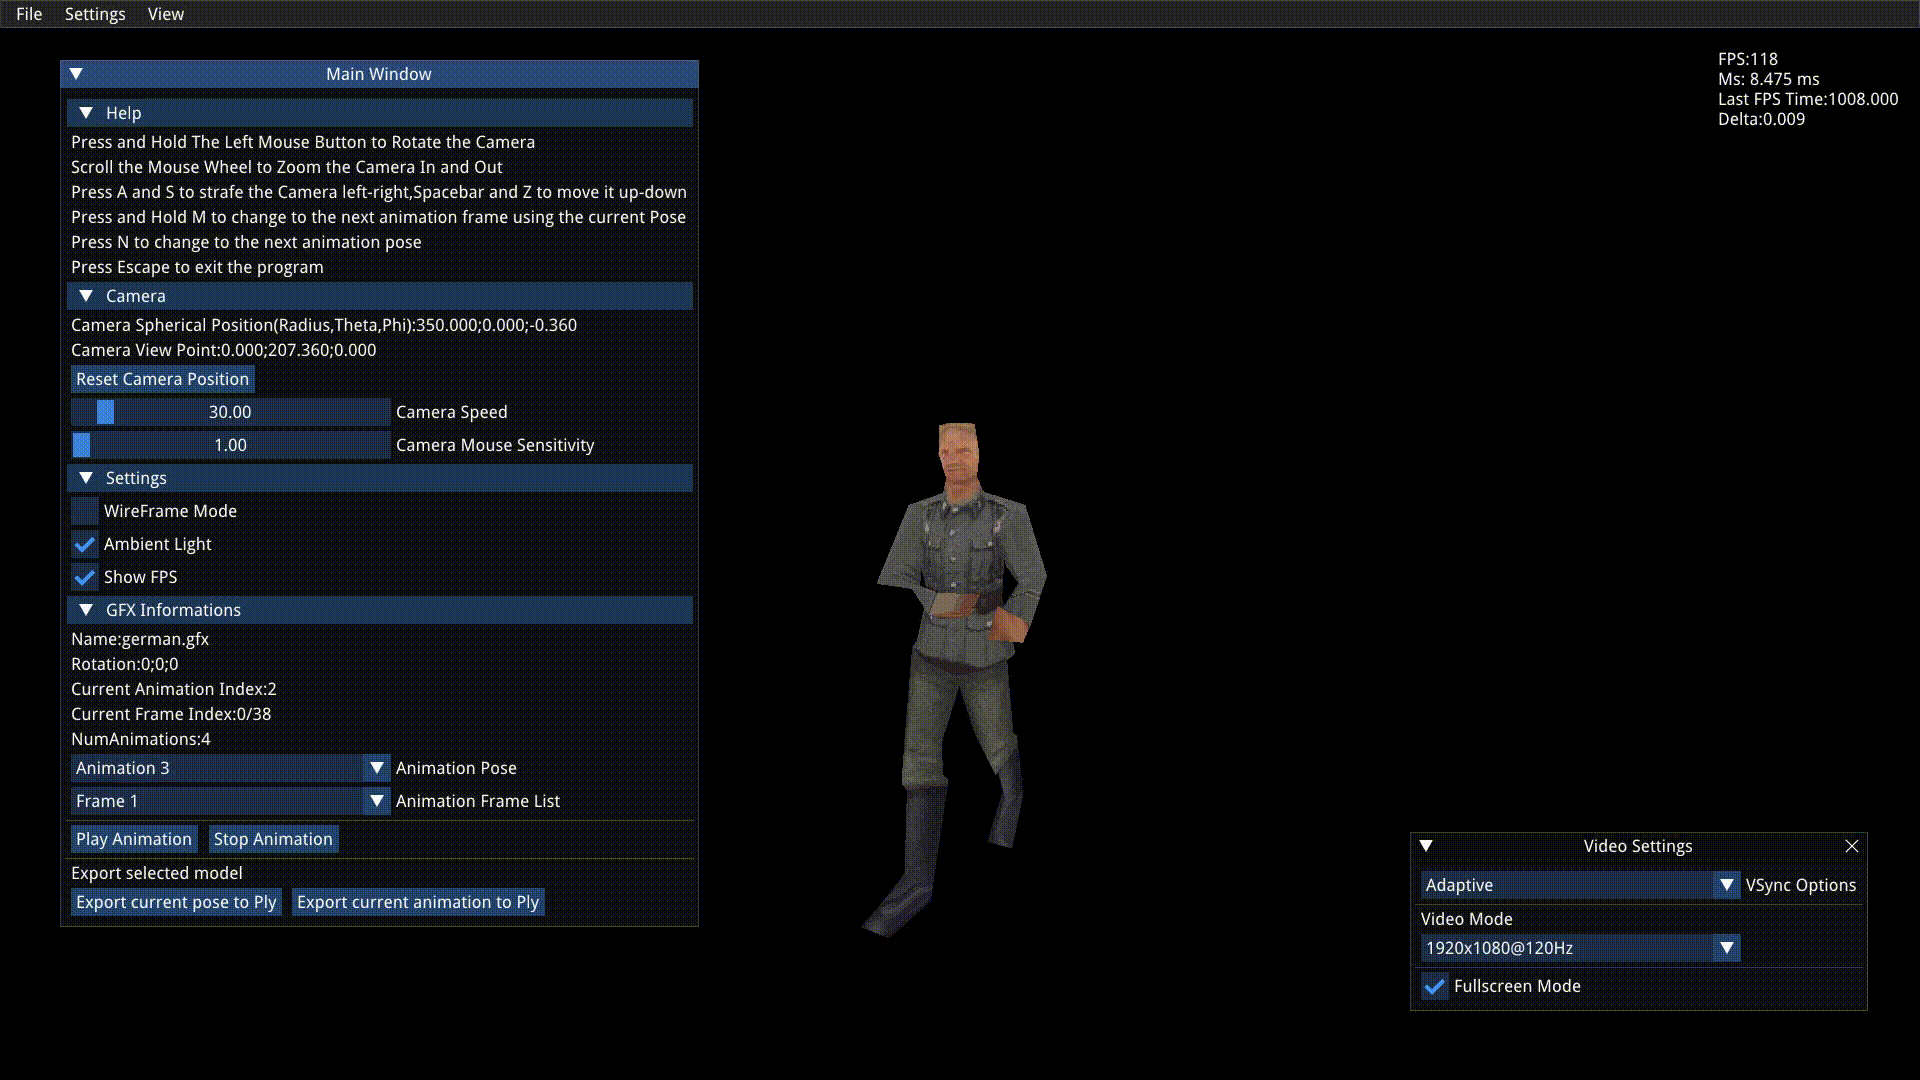 File Settings View
FPS:118
Ms: 8.475 ms
Last FPS Time:1008.000
Delta:0.009
Main Window
Help
Press and Hold The Left Mouse Button to Rotate the Camera
Scroll the Mouse Wheel to Zoom the Camera In and Out
Press A and S to strafe the Camera left-right,Spacebar and Z to move it up-down
Press and Hold M to change to the next animation frame using the current Pose
Press N to change to the next animation pose
Press Escape to exit the program
Camera
Camera Spherical Position(Radius,Theta,Phi):350.000;0.000;-0.360
Camera View Point:0.000;207.360;0.000
Reset Camera Position
30.00 Camera Speed
1.00 Camera Mouse Sensitivity
Settings
WireFrame Mode
Ambient Light
Show FPS
GFX Informations
Name:german.gfx
Rotation:0;0;0
Current Animation Index:2
Current Frame Index:0/38
NumAnimations:4
Animation 3 Animation Pose
Frame 1 Animation Frame List
Play Animation Stop Animation
Export selected model
Export current pose to Ply Export current animation to Ply
Video Settings
Adaptive VSync Options
Video Mode
1920x1080@120Hz
Fullscreen Mode